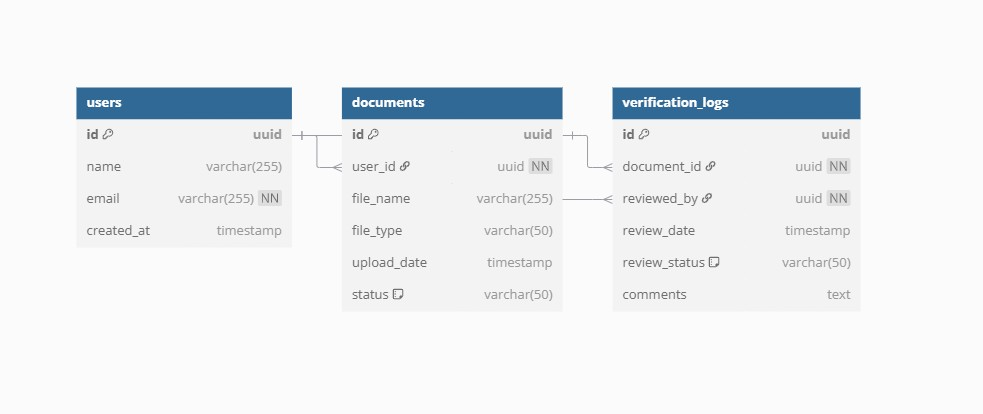 users
id uuid
name varchar(255)
email varchar(255) NN
created_at timestamp
documents
id uuid
user_id uuid NN
file_name varchar(255)
file_type varchar(50)
upload_date timestamp
status varchar(50)
verification_logs
id uuid
document_id uuid NN
reviewed_by uuid NN
review_date timestamp
review_status varchar(50)
comments text